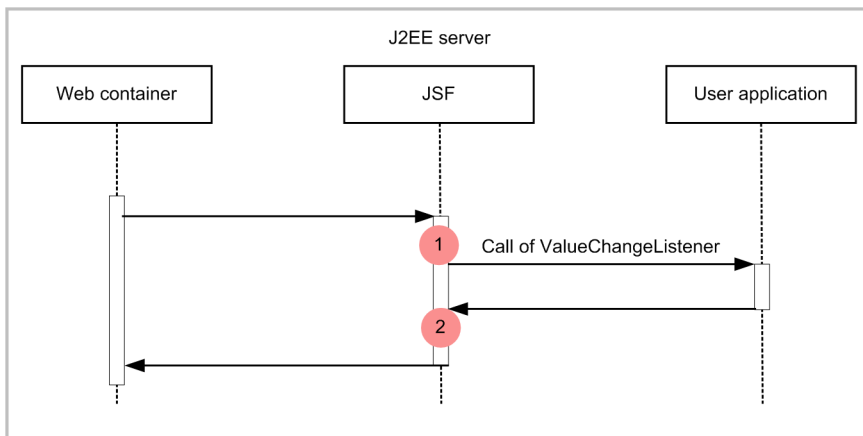 J2EE server
Web container
JSF
User application
1
Call of ValueChangeListener
2